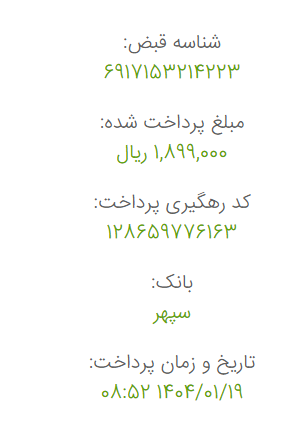 شناسه قبض:
۶۹۱۷۱۵۳۲۱۴۲۲۳
مبلغ پرداخت شده:
۱,۸۹۹,۰۰۰ ریال
کد رهگیری پرداخت:
۱۲۸۶۵۹۷۷۶۱۶۳
بانک:
سپهر
تاریخ و زمان پرداخت:
۱۴۰۴/۰۱/۱۹ ۰۸:۵۲